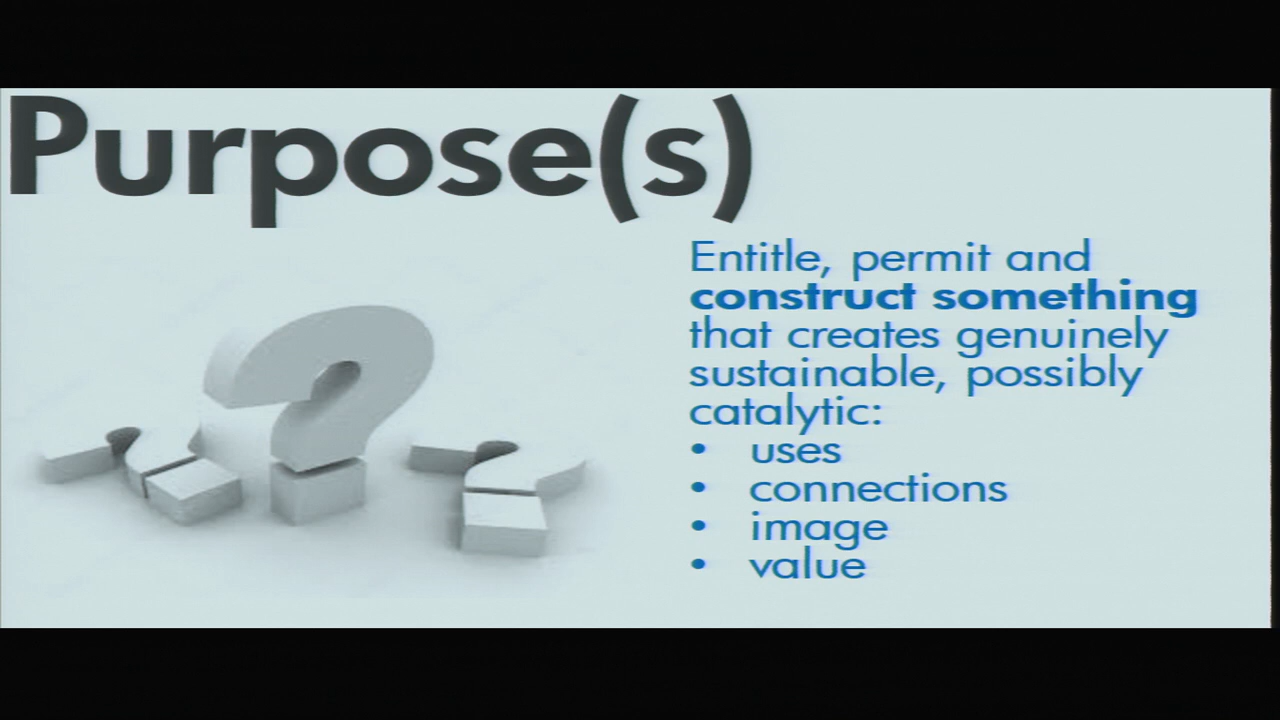 Purpose(s)
Entitle, permit and
construct something
that creates genuinely
sustainable, possibly
catalytic:
• uses
• connections
• image
• value